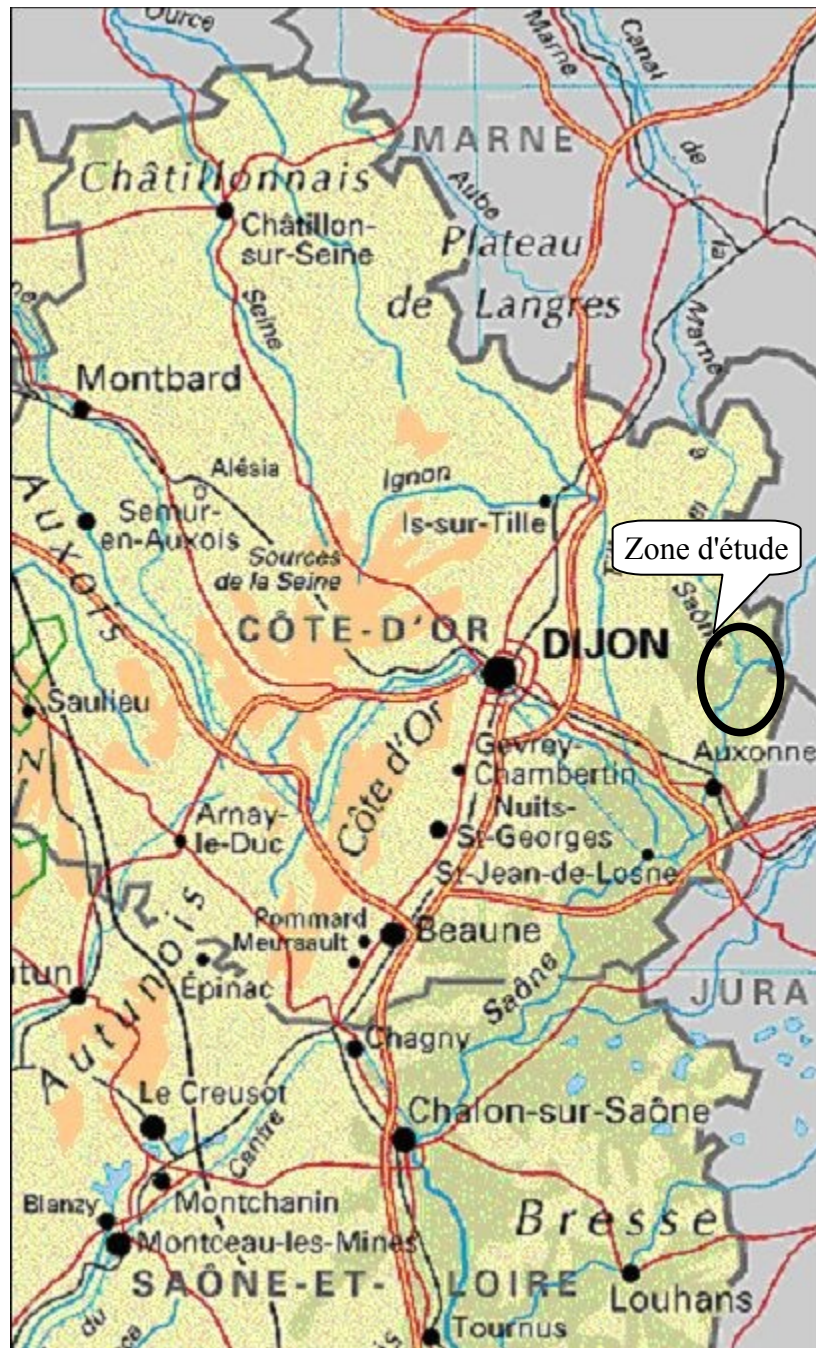 Ource
Marne
Canal
de
la
Marne
à
la
Saône
MARNE
Châtillonnais
Aube
Châtillon-
sur-Seine
Plateau
de Langres
Seine
Montbard
Alésia
Ignon
AUXOIS
Semur-
en-Auxois
Is-sur-Tille
Zone d'étude
Sources
de la Seine
CÔTE-D'OR
DIJON
Saulieu
N
Côte d'Or
Gevrey-
Chambertin
Auxonne
Arnay-
le-Duc
Nuits-
St-Georges
St-Jean-de-Losne
Pommard
Meursault
Beaune
Autunois
Épinac
utun
Saône
JURA
Chagny
Le Creusot
Chalon-sur-Saône
Centre
Blanzy
Montchanin
Montceau-les-Mines
Bresse
SAÔNE-ET-LOIRE
Louhans
du
Tournus